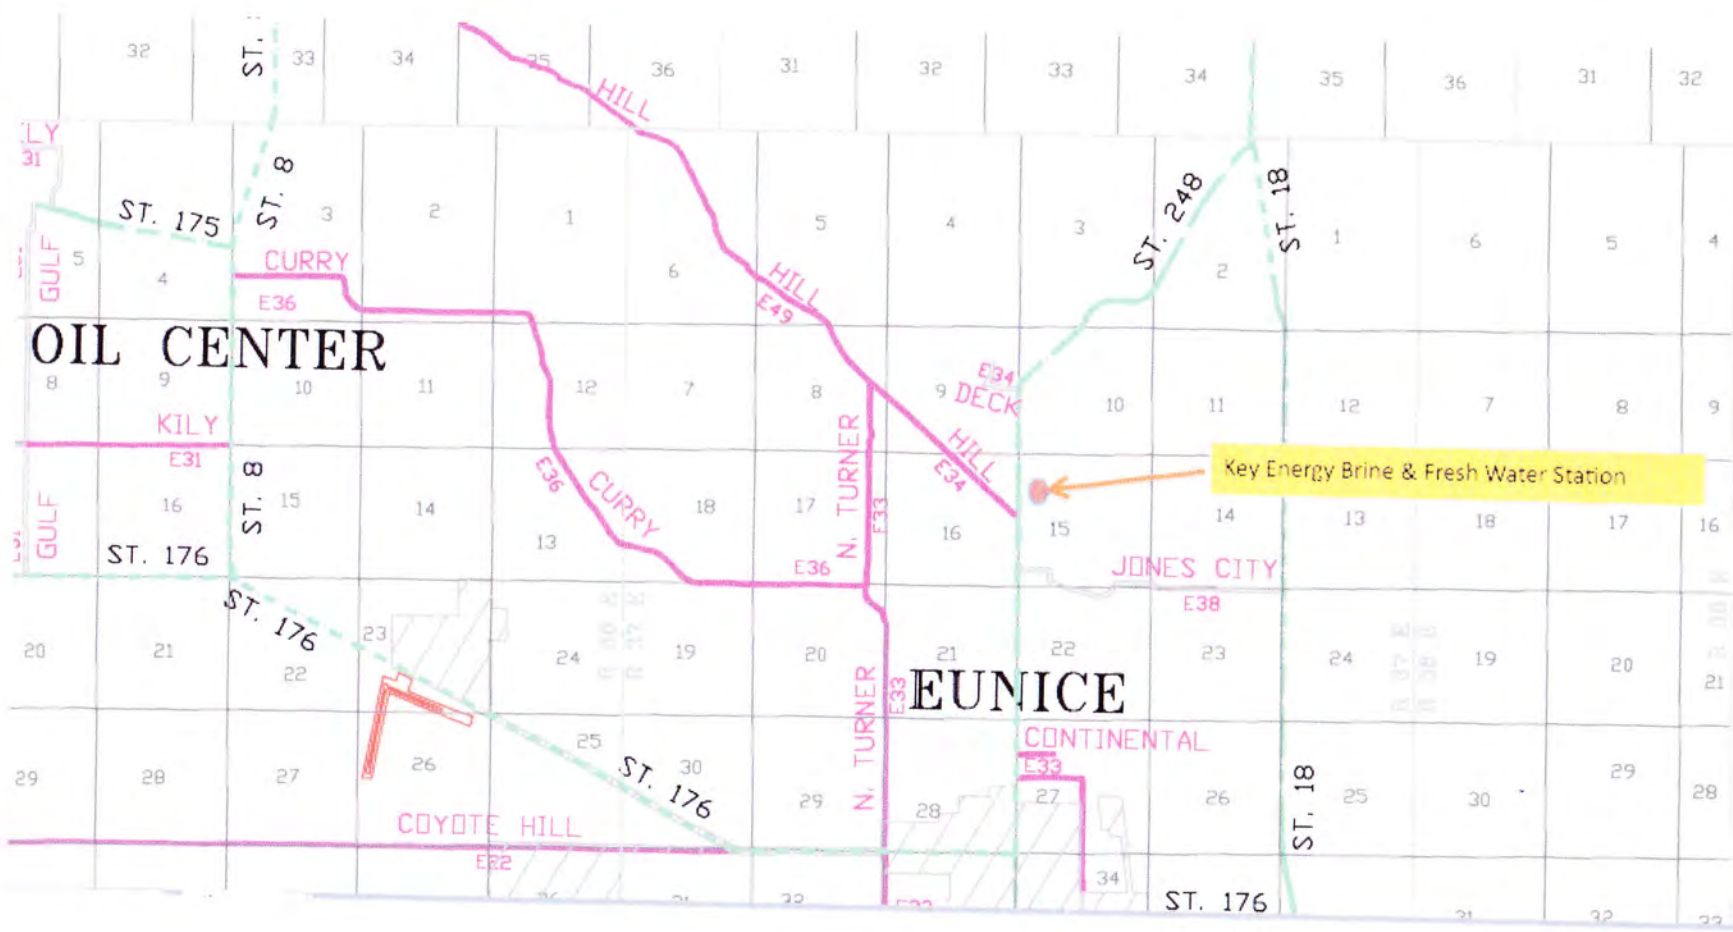 32
ST.
33
34
35
36
31
32
33
34
35
36
31
32
HILL
31
ST. 8
ST. 175
3
2
1
5
4
3
ST. 248
ST. 18
1
6
5
4
GULF
5
4
CURRY
E36
6
HILL
E49
2
OIL CENTER
8
9
10
11
12
7
8
9
E34
DECK
10
11
12
7
8
9
KILY
E31
N. TURNER
HILL
E34
Key Energy Brine & Fresh Water Station
GULF
16
ST. 8
15
14
E36
CURRY
13
18
17
E33
16
15
14
13
18
17
16
ST. 176
E36
JONES CITY
E38
ST. 176
20
21
22
23
24
19
20
21
22
23
24
19
20
21
N. TURNER
E33
EUNICE
CONTINENTAL
E33
29
28
27
26
25
30
ST. 176
29
28
27
26
ST. 18
25
30
29
28
COYOTE HILL
E22
34
ST. 176